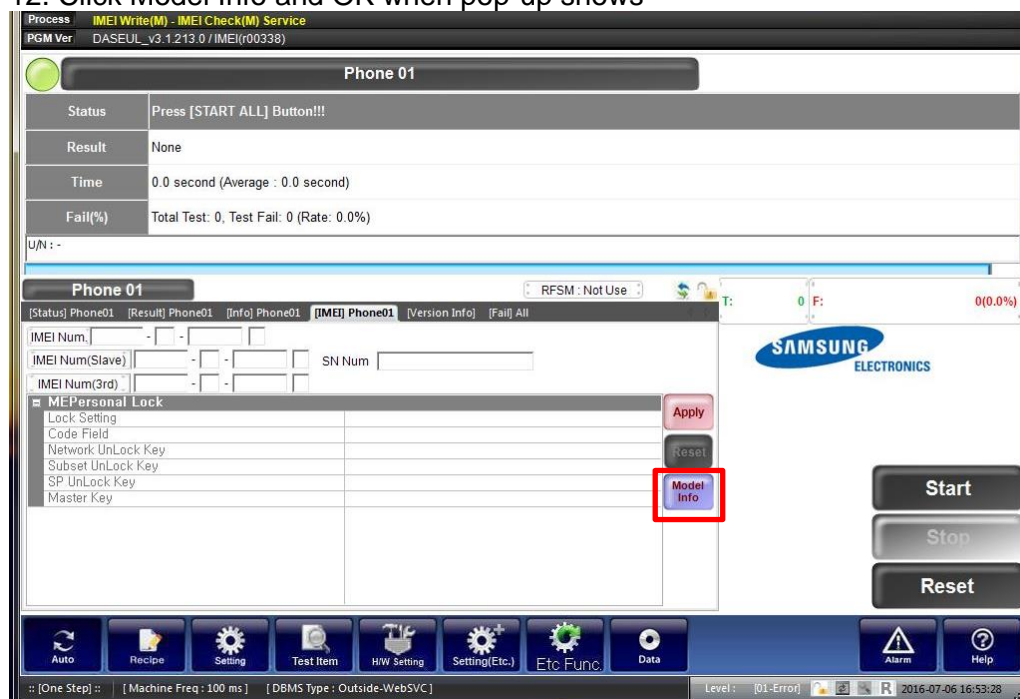 12. Click Model Info and OK when pop-up shows
Process IMEI Write(M) - IMEI Check(M) Service
PGM Ver DASEUL_v3.1.213.0 / IMEI(r00338)
Phone 01
Status Press [START ALL] Button!!!
Result None
Time 0.0 second (Average : 0.0 second)
Fail(%) Total Test: 0, Test Fail: 0 (Rate: 0.0%)
U/N : -
Phone 01 RFSM : Not Use T: 0 F: 0(0.0%)
[Status] Phone01 [Result] Phone01 [Info] Phone01 [IMEI] Phone01 [Version Info] [Fail] All
IMEI Num. - -
IMEI Num(Slave) - - SN Num
IMEI Num(3rd) - -
SAMSUNG
ELECTRONICS
MEPersonal Lock
Lock Setting
Code Field
Network UnLock Key
Subset UnLock Key
SP UnLock Key
Master Key
Apply
Reset
Model
Info
Start
Stop
Reset
Auto Recipe Setting Test Item H/W Setting Setting(Etc.) Etc Func. Data Alarm Help
:: [One Step] :: [ Machine Freq : 100 ms ] [ DBMS Type : Outside-WebSVC ] Level : [01-Error] R 2016-07-06 16:53:28